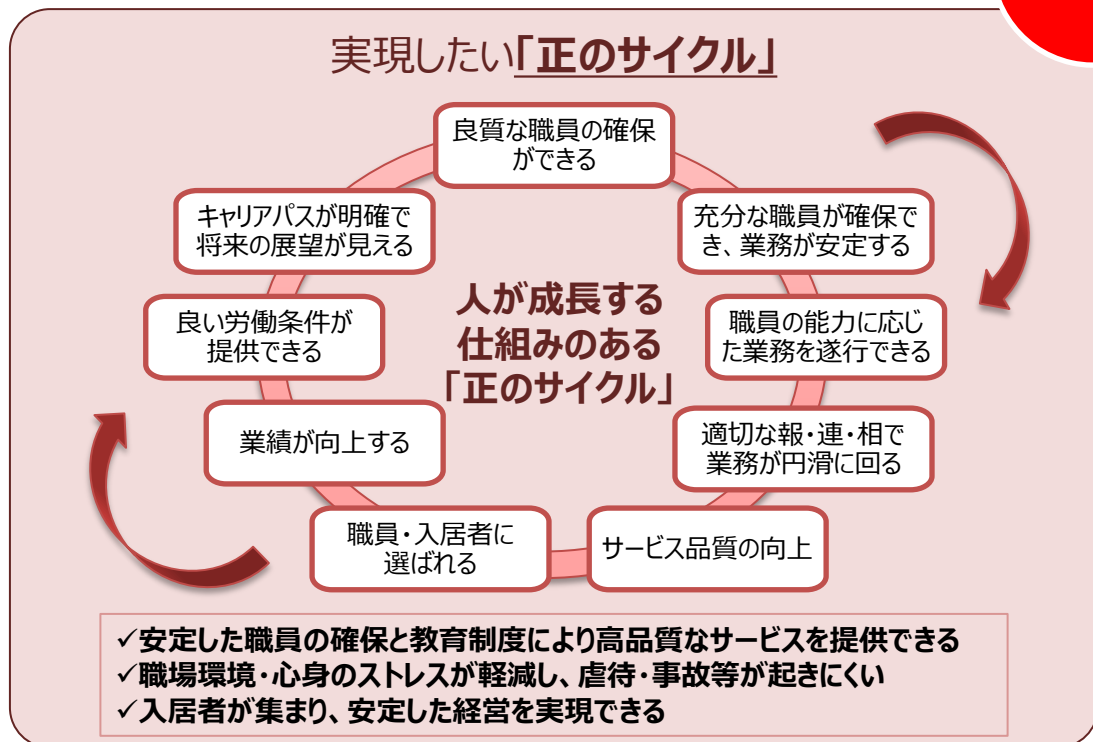 実現したい「正のサイクル」
良質な職員の確保
ができる
充分な職員が確保で
き、業務が安定する
職員の能力に応じ
た業務を遂行できる
適切な報・連・相で
業務が円滑に回る
サービス品質の向上
職員・入居者に
選ばれる
業績が向上する
良い労働条件が
提供できる
キャリアパスが明確で
将来の展望が見える
人が成長する
仕組みのある
「正のサイクル」
✓安定した職員の確保と教育制度により高品質なサービスを提供できる
✓職場環境・心身のストレスが軽減し、虐待・事故等が起きにくい
✓入居者が集まり、安定した経営を実現できる